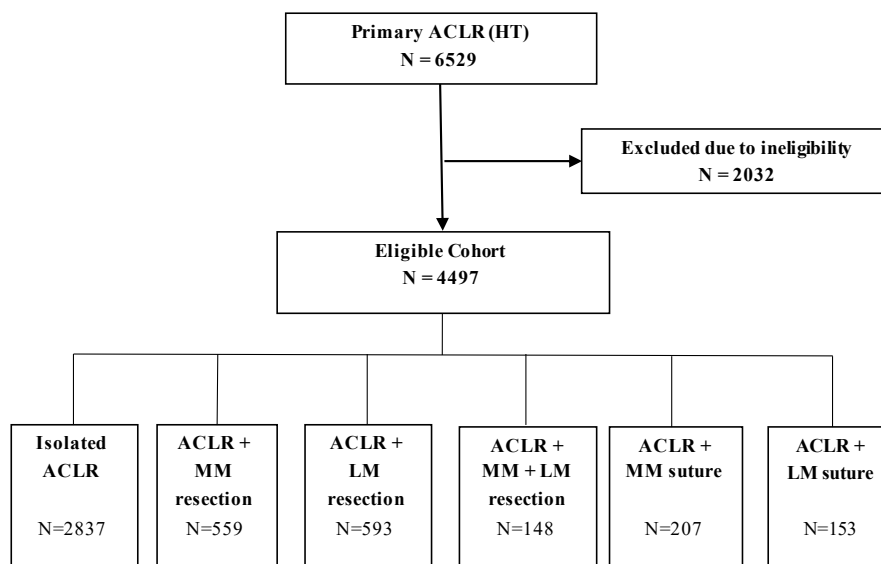 Primary ACLR (HT)
N = 6529
Excluded due to ineligibility
N = 2032
Eligible Cohort
N = 4497
Isolated
ACLR
N=2837
ACLR +
MM
resection
N=559
ACLR +
LM
resection
N=593
ACLR +
MM + LM
resection
N=148
ACLR +
MM suture
N=207
ACLR +
LM suture
N=153